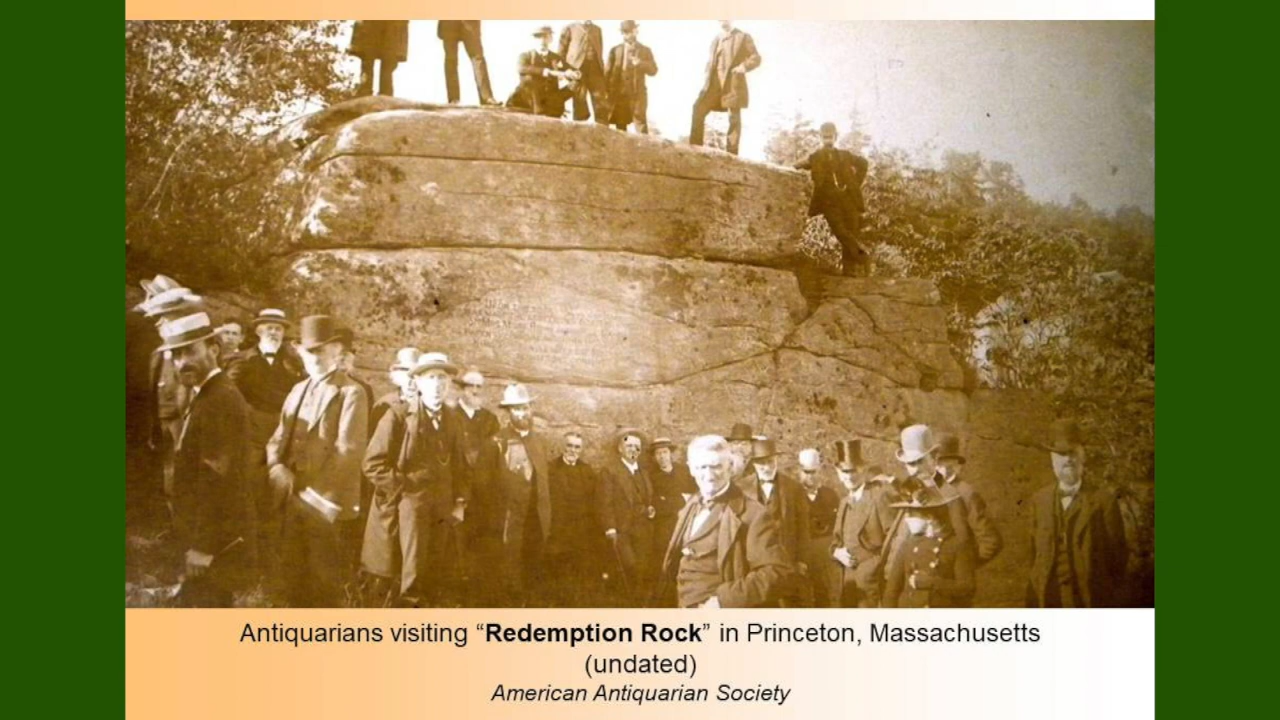 Antiquarians visiting “Redemption Rock” in Princeton, Massachusetts
(undated)
American Antiquarian Society